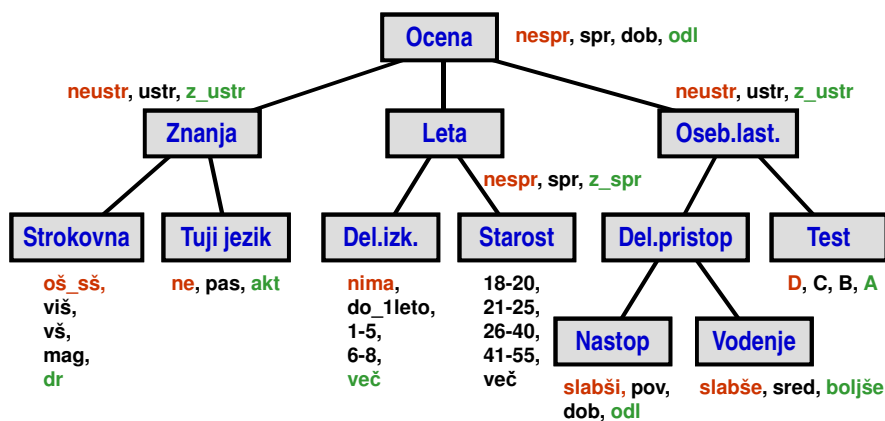 Ocena
nespr, spr, dob, odl
neustr, ustr, z_ustr
neustr, ustr, z_ustr
Znanja
Leta
Oseb.last.
nespr, spr, z_spr
Strokovna
Tuji jezik
Del.izk.
Starost
Del.pristop
Test
oš_sš,
viš,
vš,
mag,
dr
ne, pas, akt
nima,
do_1leto,
1-5,
6-8,
več
18-20,
21-25,
26-40,
41-55,
več
D, C, B, A
Nastop
Vodenje
slabši, pov,
dob, odl
slabše, sred, boljše